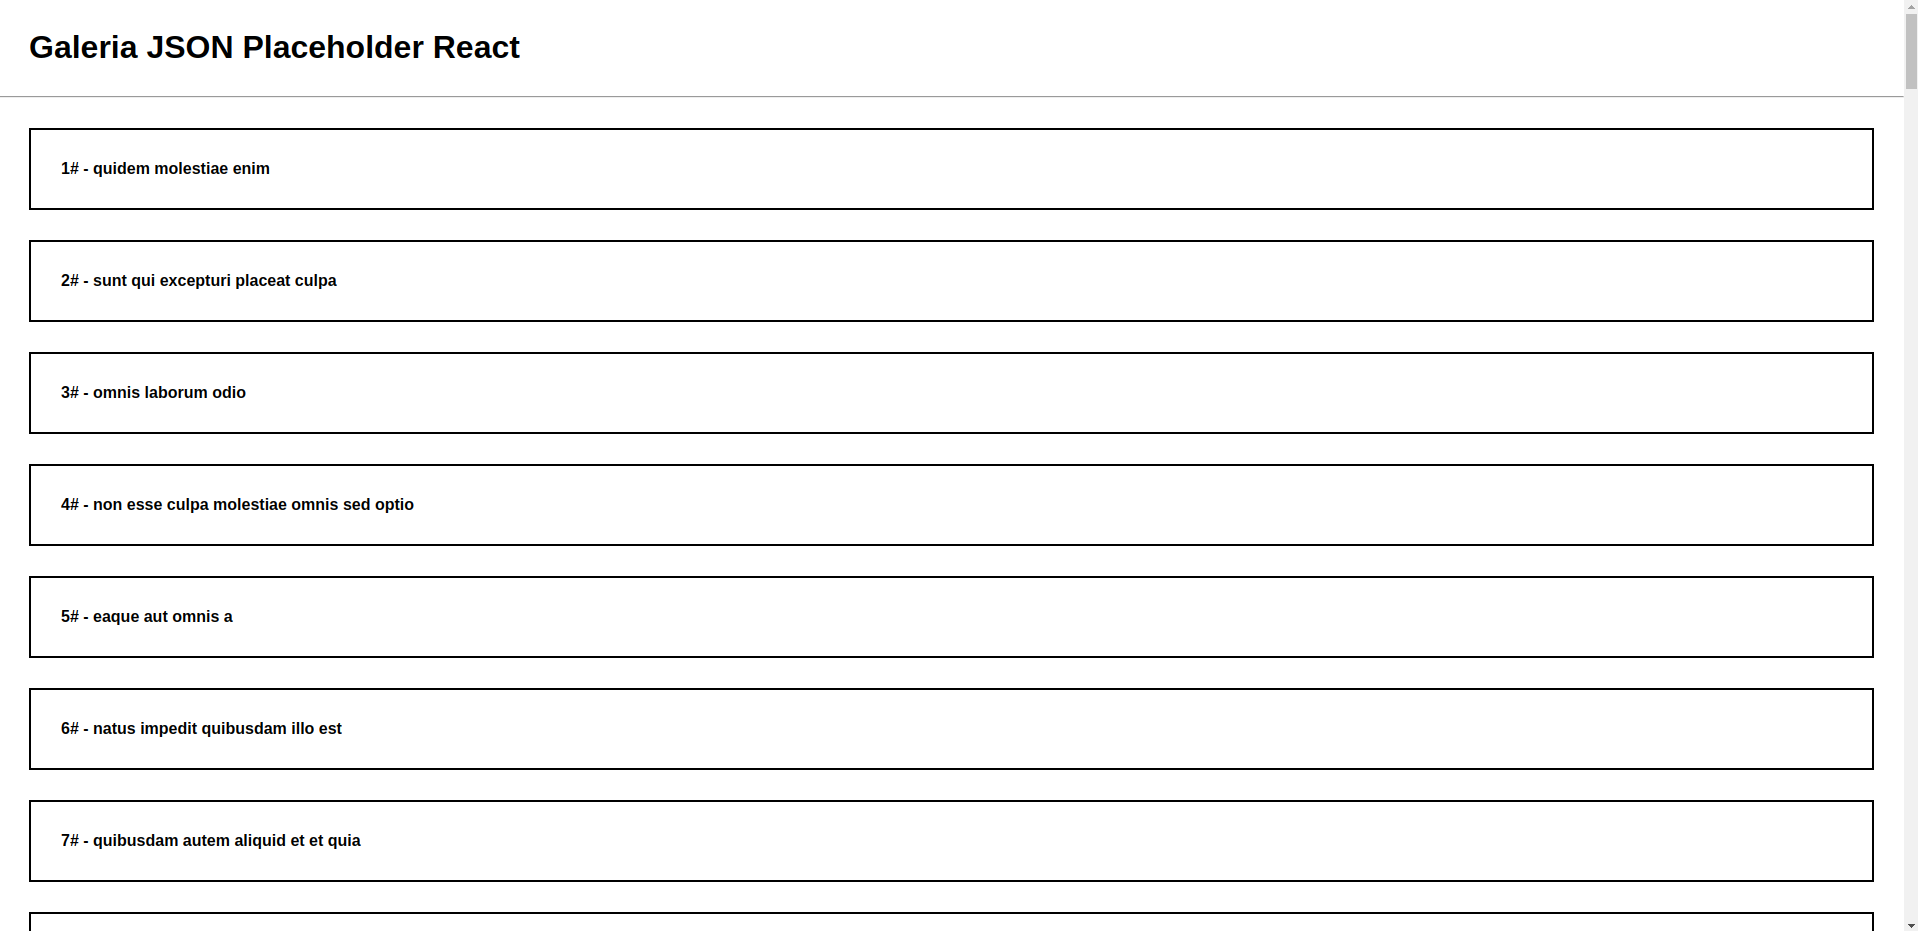 Galeria JSON Placeholder React
1# - quidem molestiae enim
2# - sunt qui excepturi placeat culpa
3# - omnis laborum odio
4# - non esse culpa molestiae omnis sed optio
5# - eaque aut omnis a
6# - natus impedit quibusdam illo est
7# - quibusdam autem aliquid et et quia